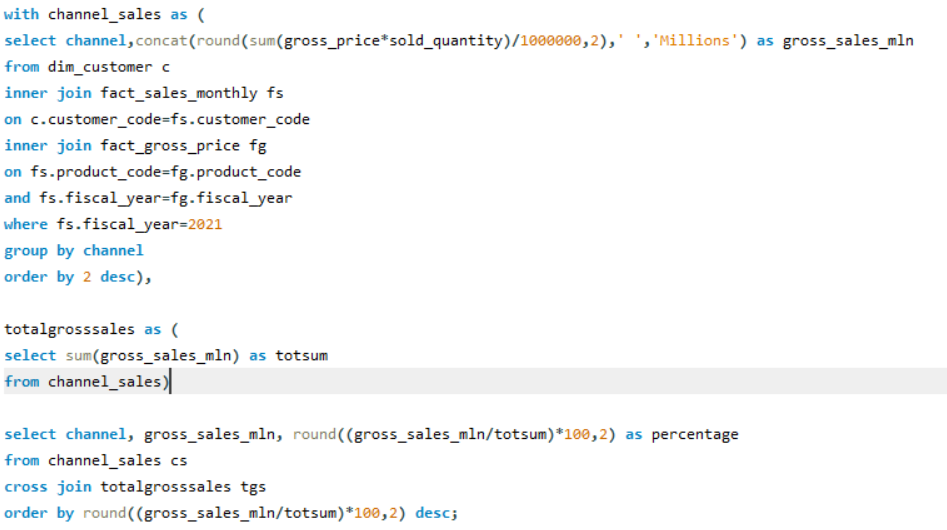 with channel_sales as (
select channel,concat(round(sum(gross_price*sold_quantity)/1000000,2),' ','Millions') as gross_sales_mln
from dim_customer c
inner join fact_sales_monthly fs
on c.customer_code=fs.customer_code
inner join fact_gross_price fg
on fs.product_code=fg.product_code
and fs.fiscal_year=fg.fiscal_year
where fs.fiscal_year=2021
group by channel
order by 2 desc),
totalgrosssales as (
select sum(gross_sales_mln) as totsum
from channel_sales)
select channel, gross_sales_mln, round((gross_sales_mln/totsum)*100,2) as percentage
from channel_sales cs
cross join totalgrosssales tgs
order by round((gross_sales_mln/totsum)*100,2) desc;